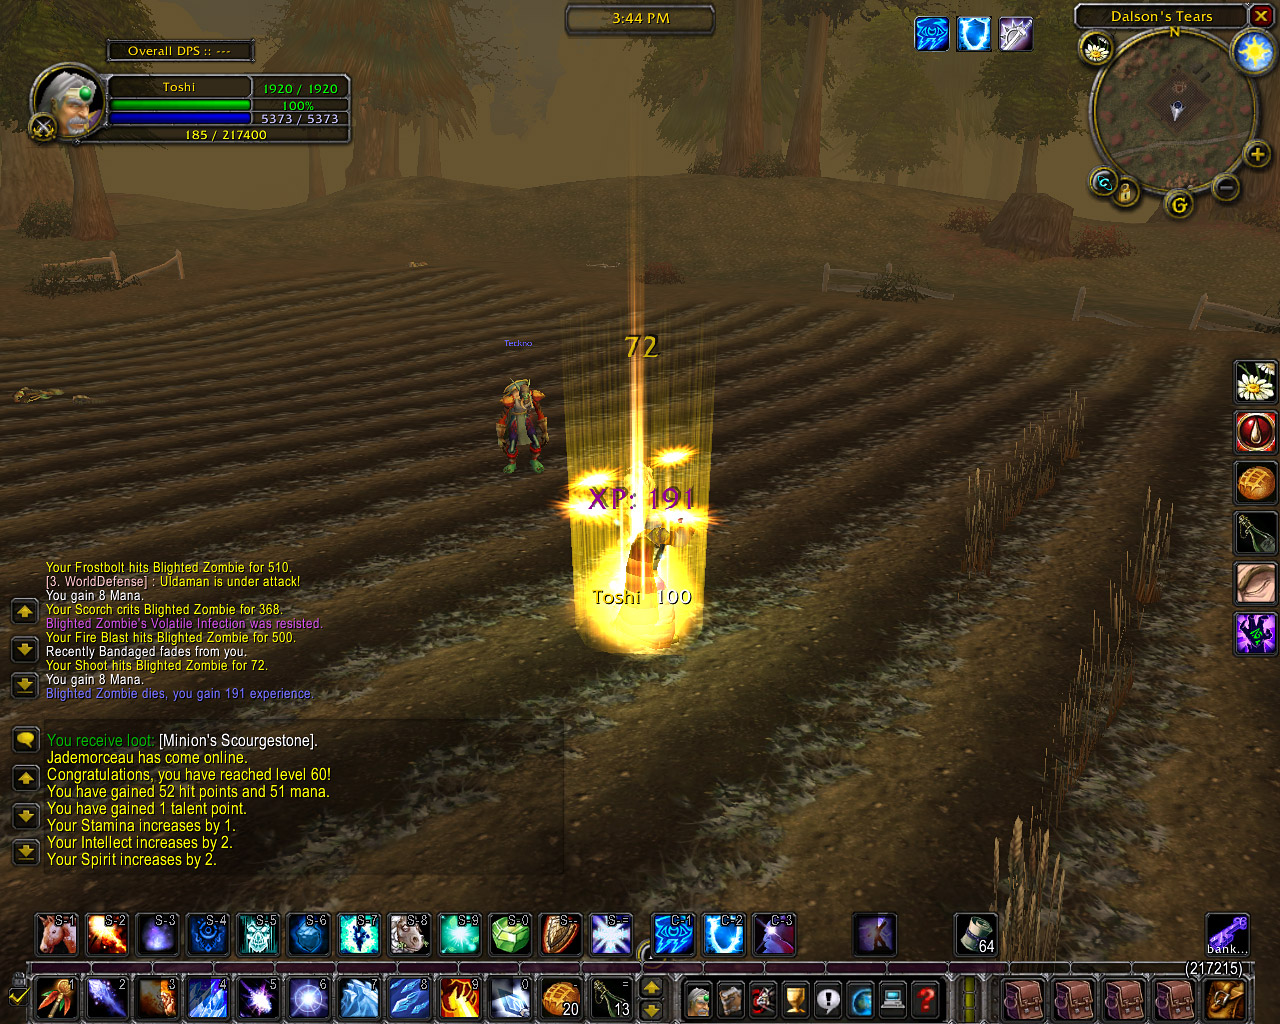 3:44 PM
Dalson's Tears
N
Overall DPS :: ---
Toshi
1920 / 1920
100%
5373 / 5373
185 / 217400
G
Teckno
72
XP: 191
Toshi 100
Your Frostbolt hits Blighted Zombie for 510.
[3. WorldDefense] : Uldaman is under attack!
You gain 8 Mana.
Your Scorch crits Blighted Zombie for 368.
Blighted Zombie's Volatile Infection was resisted.
Your Fire Blast hits Blighted Zombie for 500.
Recently Bandaged fades from you.
Your Shoot hits Blighted Zombie for 72.
You gain 8 Mana.
Blighted Zombie dies, you gain 191 experience.
You receive loot: [Minion's Scourgestone].
Jademorceau has come online.
Congratulations, you have reached level 60!
You have gained 52 hit points and 51 mana.
You have gained 1 talent point.
Your Stamina increases by 1.
Your Intellect increases by 2.
Your Spirit increases by 2.
S-1 S-2 S-3 S-4 S-5 S-6 S-7 S-8 S-9 S-0 S-- S-= C-1 C-2 C-3
64
bank...
(217215)
1 2 3 4 5 6 7 8 9 0 - =
20 13